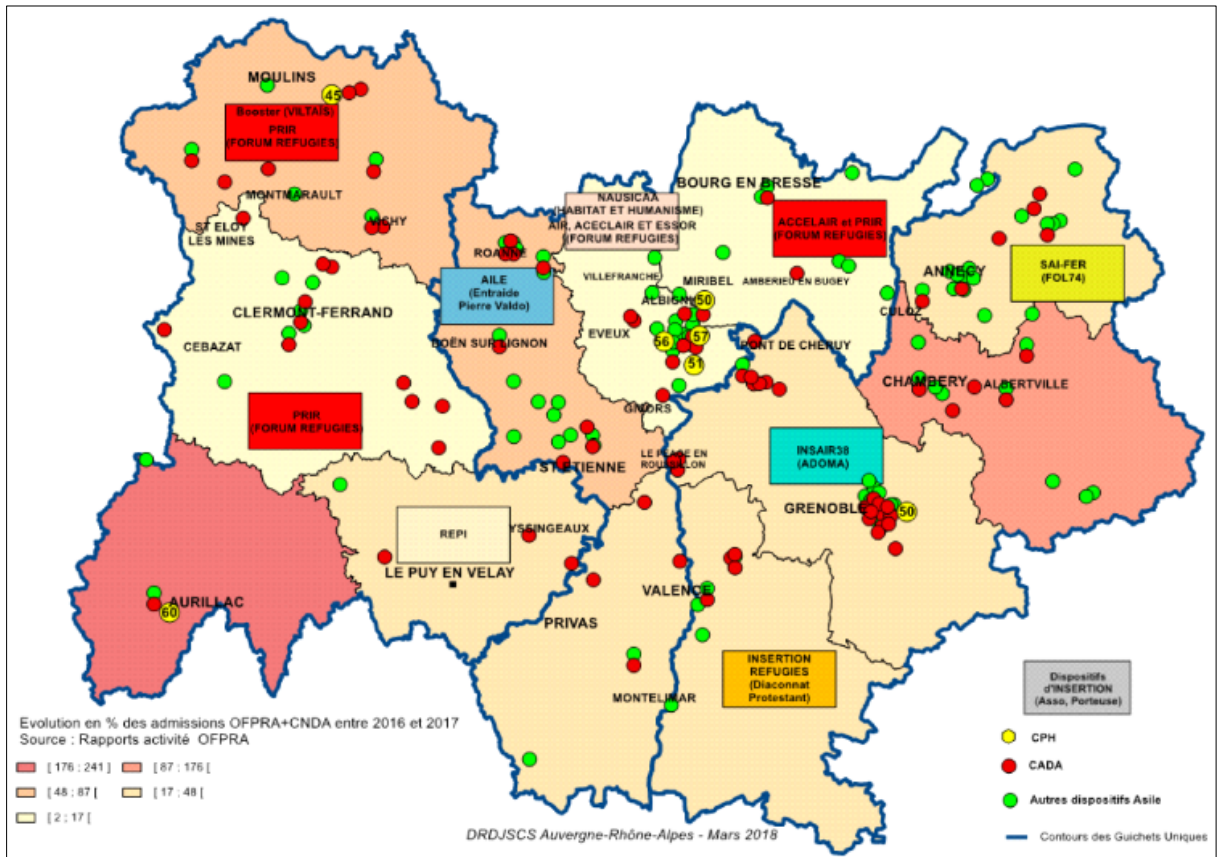 MOULINS
45
Booster (VILTAIS)
PRIR
(FORUM REFUGIES)
MONTMARAULT
ST ELOY
LES MINES
VICHY
NAUSICAA
(HABITAT ET HUMANISME)
AIR, ACECLAIR ET ESSOR
(FORUM REFUGIES)
BOURG EN BRESSE
ACCELAIR et PRIR
(FORUM REFUGIES)
ROANNE
AILE
(Entraide
Pierre Valdo)
VILLEFRANCHE
MIRIBEL
AMBERIEU EN BUGEY
ANNECY
SAI-FER
(FOL74)
CLERMONT-FERRAND
CEBAZAT
ALBIGNY
50
EVEUX
56
57
51
CULOZ
BOËN SUR LIGNON
PONT DE CHERUY
CHAMBERY
ALBERTVILLE
GIVORS
PRIR
(FORUM REFUGIES)
ST ETIENNE
LE PEAGE EN
ROUSSILLON
INSAIR38
(ADOMA)
GRENOBLE
50
REPI
YSSINGEAUX
LE PUY EN VELAY
AURILLAC
60
VALENCE
PRIVAS
MONTELIMAR
INSERTION
REFUGIES
(Diaconnat
Protestant)
Dispositifs
d'INSERTION
(Asso, Porteuse)
CPH
CADA
Autres dispositifs Asile
Contours des Guichets Uniques
Evolution en % des admissions OFPRA+CNDA entre 2016 et 2017
Source : Rapports activité OFPRA
[ 176 ; 241 ]
[ 87 ; 176 [
[ 48 ; 87 [
[ 17 ; 48 [
[ 2 ; 17 [
DRDJSCS Auvergne-Rhône-Alpes - Mars 2018